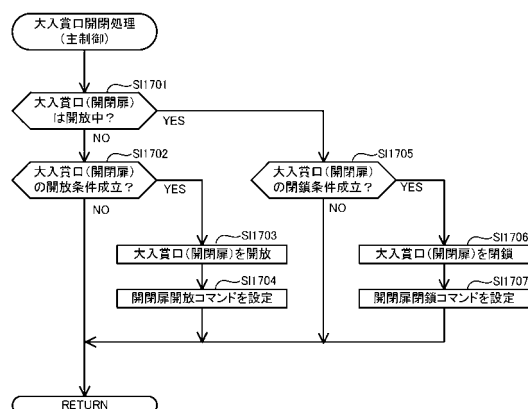 大入賞口開閉処理
(主制御)
SI1701
大入賞口(開閉扉)
は開放中?
YES
NO
SI1702
大入賞口(開閉扉)
の開放条件成立?
YES
NO
SI1703
大入賞口(開閉扉)を開放
SI1704
開閉扉開放コマンドを設定
SI1705
大入賞口(開閉扉)
の閉鎖条件成立?
YES
NO
SI1706
大入賞口(開閉扉)を閉鎖
SI1707
開閉扉閉鎖コマンドを設定
RETURN